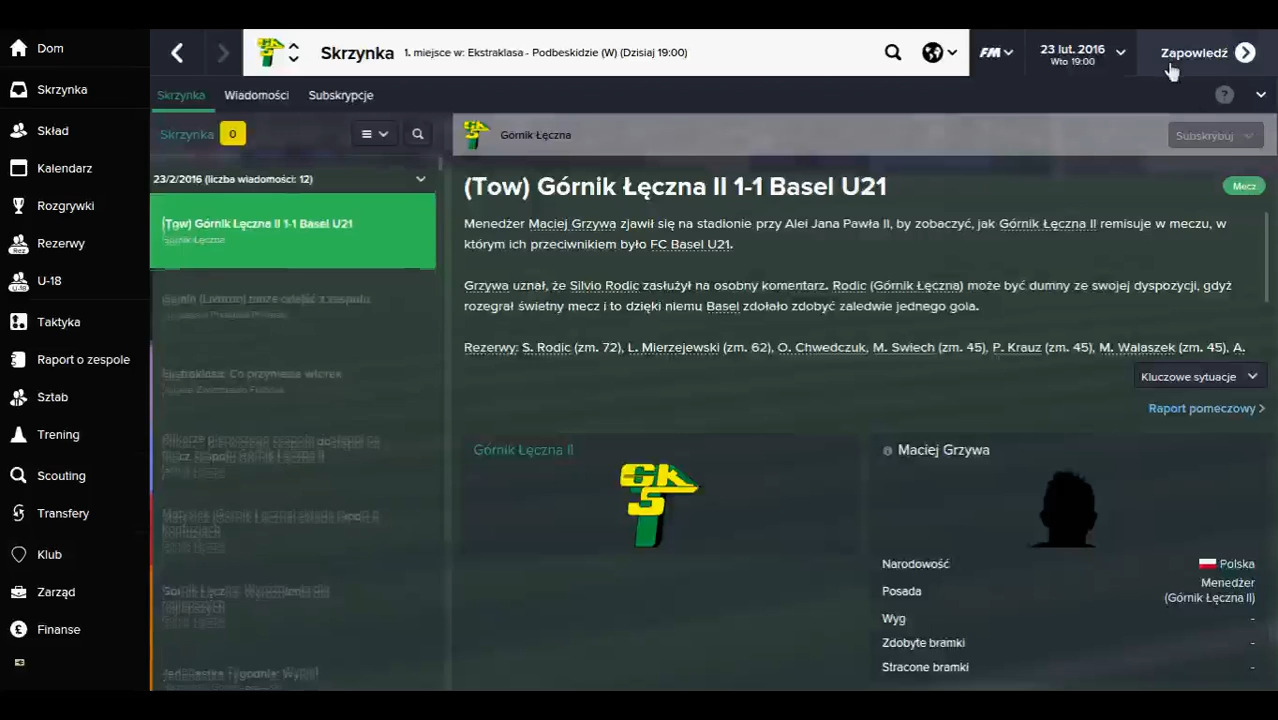 Dom
Skrzynka
Skład
Kalendarz
Rozgrywki
Rezerwy
U-18
Taktyka
Raport o zespole
Sztab
Trening
Scouting
Transfery
Klub
Zarząd
Finanse
Skrzynka
1. miejsce w: Ekstraklasa - Podbeskidzie (W) (Dzisiaj 19:00)
FM
23 lut. 2016
Wto 19:00
Zapowiedź
Skrzynka Wiadomości Subskrypcje
Skrzynka 0
Górnik Łęczna
Subskrybuj
23/2/2016 (liczba wiadomości: 12)
(Tow) Górnik Łęczna II 1-1 Basel U21
Górnik Łęczna
Ekstraklasa: Co przyniesie wtorek
(Tow) Górnik Łęczna II 1-1 Basel U21
Mecz
Menedżer Maciej Grzywa zjawił się na stadionie przy Alei Jana Pawła II, by zobaczyć, jak Górnik Łęczna II remisuje w meczu, w
którym ich przeciwnikiem było FC Basel U21.
Grzywa uznał, że Silvio Rodic zasłużył na osobny komentarz. Rodic (Górnik Łęczna) może być dumny ze swojej dyspozycji, gdyż
rozegrał świetny mecz i to dzięki niemu Basel zdołało zdobyć zaledwie jednego gola.
Rezerwy: S. Rodic (zm. 72), L. Mierzejewski (zm. 62), O. Chwedczuk, M. Swiech (zm. 45), P. Krauz (zm. 45), M. Walaszek (zm. 45), A.
Kluczowe sytuacje
Raport pomeczowy
Górnik Łęczna II
GKS
Maciej Grzywa
Narodowość Polska
Posada Menedżer
(Górnik Łęczna II)
Wyg -
Zdobyte bramki -
Stracone bramki -